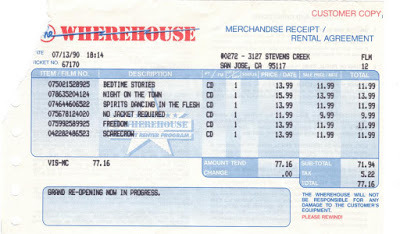 CUSTOMER COPY
WHEREHOUSE
MERCHANDISE RECEIPT / RENTAL AGREEMENT
07/13/90 18:14 #0272 - 3127 STEVENS CREEK FLM
TICKET NO. 67170 SAN JOSE, CA 95117 12
ITEM / FILM NO. DESCRIPTION PRICE / DATE TOTAL
075021528925 BEDTIME STORIES CD 1 13.99 11.99 11.99
078635204124 NIGHT ON THE TOWN CD 1 15.99 13.99 11.99
074644606522 SPIRITS DANCING IN THE FLESH CD 1 13.99 11.99 11.99
075678124020 NO JACKET REQUIRED CD 1 11.99 9.99 9.99
075992589925 FREEDOM CD 1 13.99 11.99 11.99
042282486523 SCARECROW CD 1 13.99 11.99 11.99
WHEREHOUSE
VIS-MC 77.16 AMOUNT TEND 77.16 SUB-TOTAL 71.94
CHANGE .00 TAX 5.22
TOTAL 77.16
GRAND RE-OPENING NOW IN PROGRESS.
THE WHEREHOUSE WILL
NOT BE RESPONSIBLE FOR
ANY DAMAGE TO THE CUSTOMER'S
EQUIPMENT.
PLEASE REWIND!